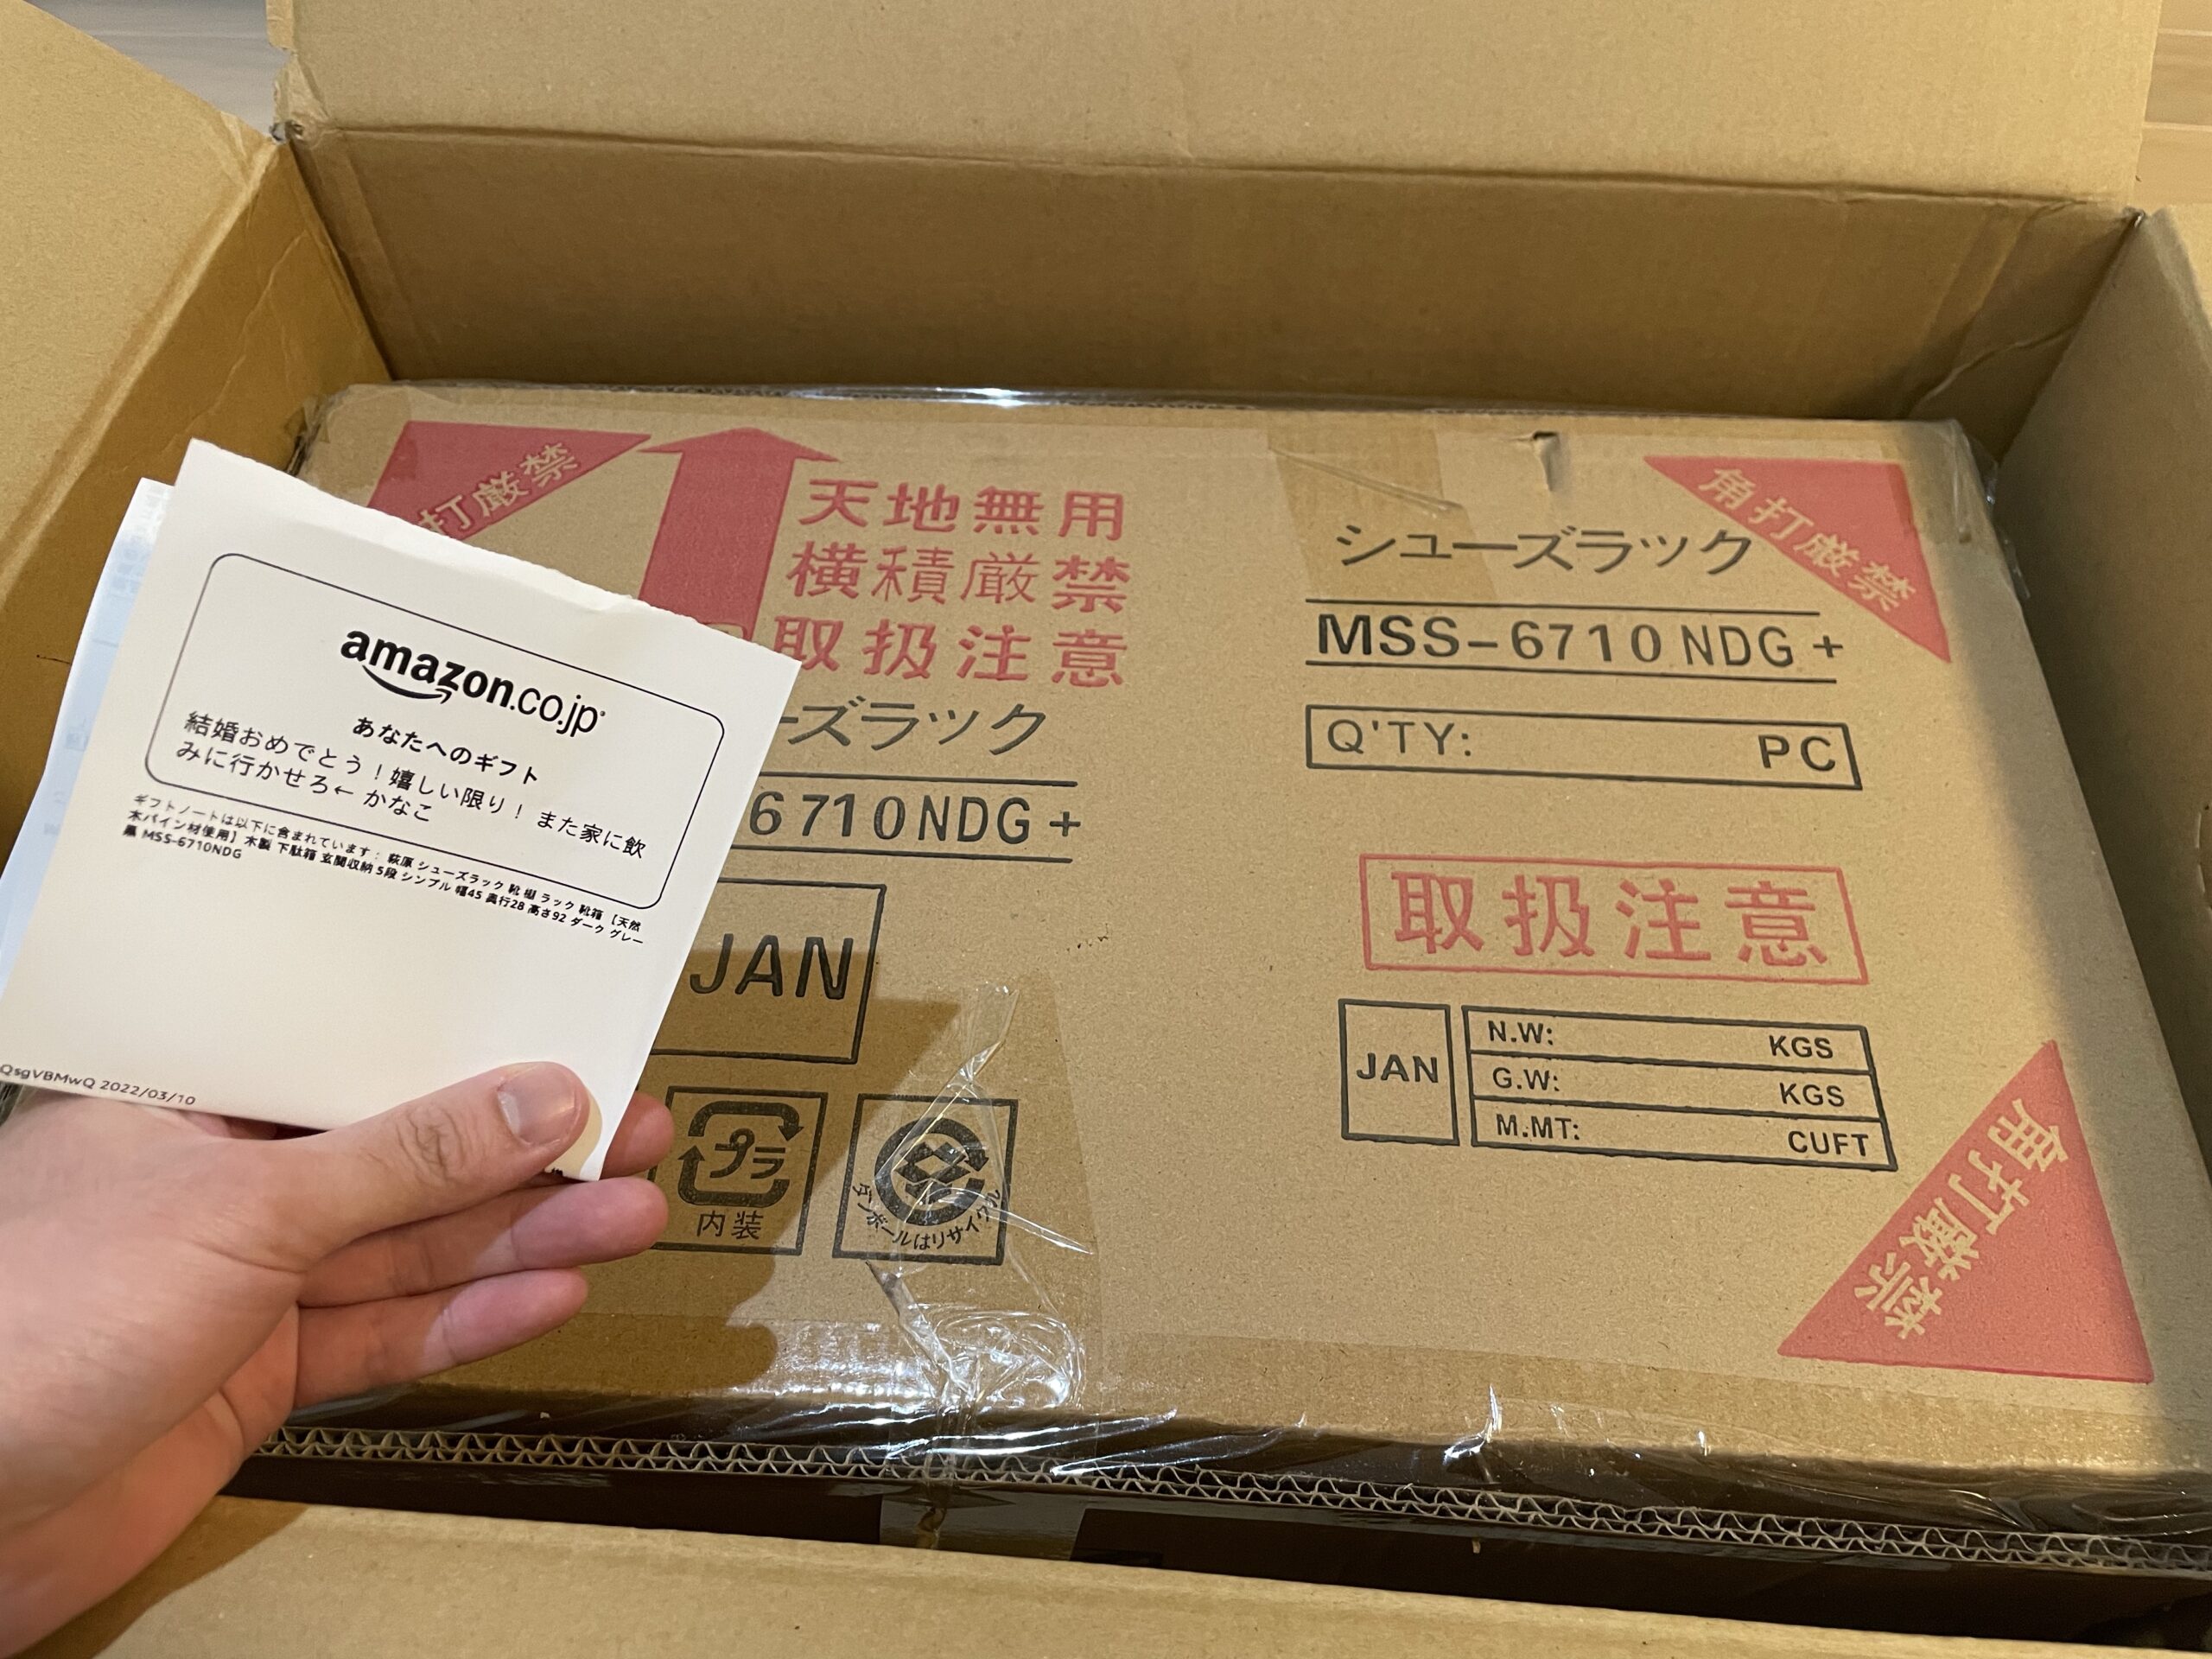 amazon.co.jp
あなたへのギフト
結婚おめでとう！嬉しい限り！また家に飲
みに行かせろ← かなこ
ギフトノートは以下に含まれています: 萩原 シューズラック 靴 棚 ラック 靴箱 【天然
木パイン材使用】木製 下駄箱 玄関収納 5段 シンプル 幅45 奥行28 高さ92 ダーク グレー
黒 MSS-6710NDG
QsgVBMwQ 2022/03/10
打厳禁
天地無用
横積厳禁
取扱注意
ーズラック
6710NDG+
JAN
プラ
内装
ダンボールはリサイクル
角打厳禁
シューズラック
MSS-6710 NDG+
Q'TY: PC
取扱注意
JAN
N.W: KGS
G.W: KGS
M.MT: CUFT
角打厳禁